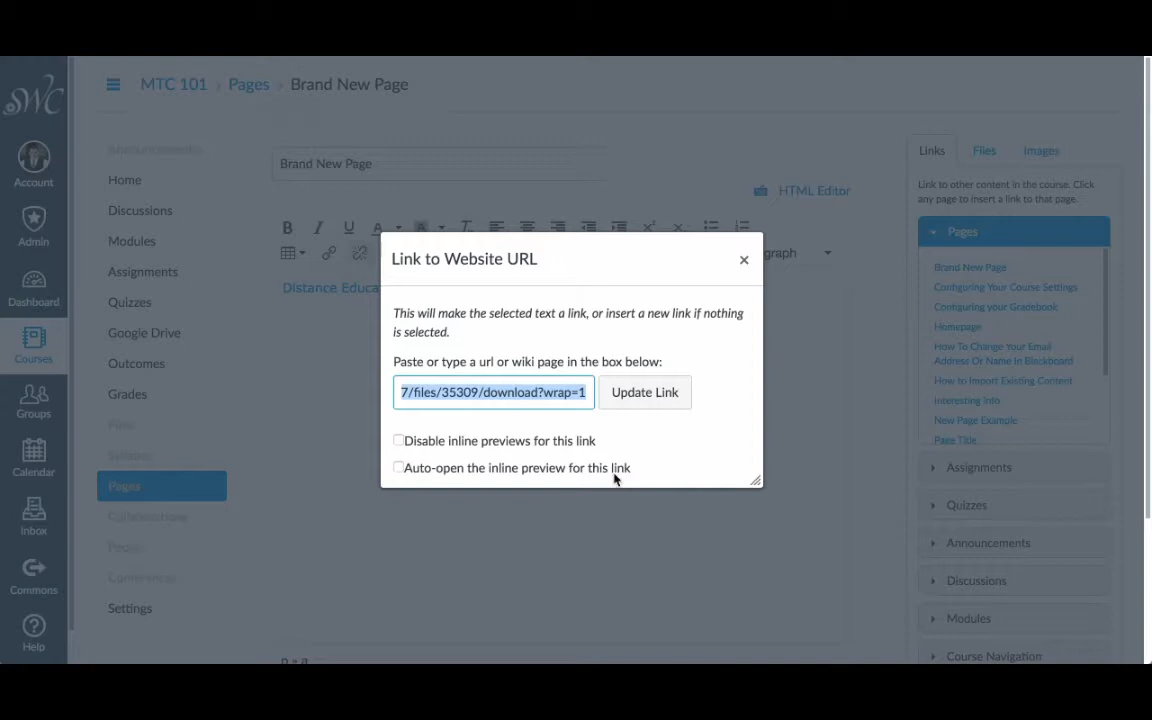 SWC
Account
Admin
Dashboard
Courses
Groups
Calendar
Inbox
Commons
Help
MTC 101 › Pages › Brand New Page
Announcements
Home
Discussions
Modules
Assignments
Quizzes
Google Drive
Outcomes
Grades
Files
Syllabus
Pages
Collaborations
People
Conferences
Settings
Brand New Page
HTML Editor
B I U A A
graph
Distance Educa
Link to Website URL
This will make the selected text a link, or insert a new link if nothing
is selected.
Paste or type a url or wiki page in the box below:
7/files/35309/download?wrap=1
Update Link
Disable inline previews for this link
Auto-open the inline preview for this link
Links Files Images
Link to other content in the course. Click
any page to insert a link to that page.
Pages
Brand New Page
Configuring Your Course Settings
Configuring your Gradebook
Homepage
How To Change Your Email
Address Or Name In Blackboard
How to Import Existing Content
Interesting Info
New Page Example
Page Title
Assignments
Quizzes
Announcements
Discussions
Modules
Course Navigation